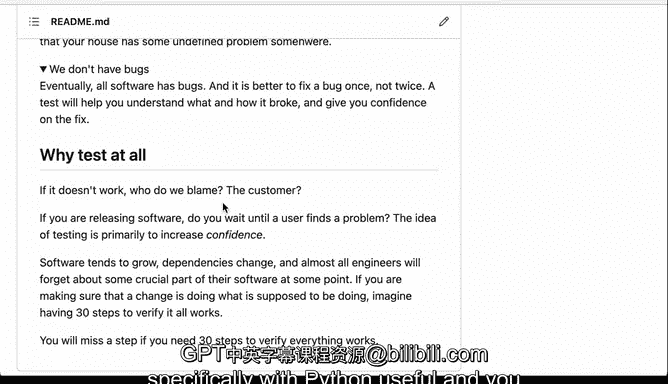 README.md
that your house has some undefined problem somenwere.
▼ We don't have bugs
Eventually, all software has bugs. And it is better to fix a bug once, not twice. A
test will help you understand what and how it broke, and give you confidence
on the fix.
Why test at all
If it doesn't work, who do we blame? The customer?
If you are releasing software, do you wait until a user finds a problem? The idea
of testing is primarily to increase confidence.
Software tends to grow, dependencies change, and almost all engineers will
forget about some crucial part of their software at some point. If you are
making sure that a change is doing what is supposed to be doing, imagine
having 30 steps to verify it all works.
You will miss a step if you need 30 steps to verify everything works.
GPT中英字幕课程资源@bilibili.com
specifically with Python useful and you